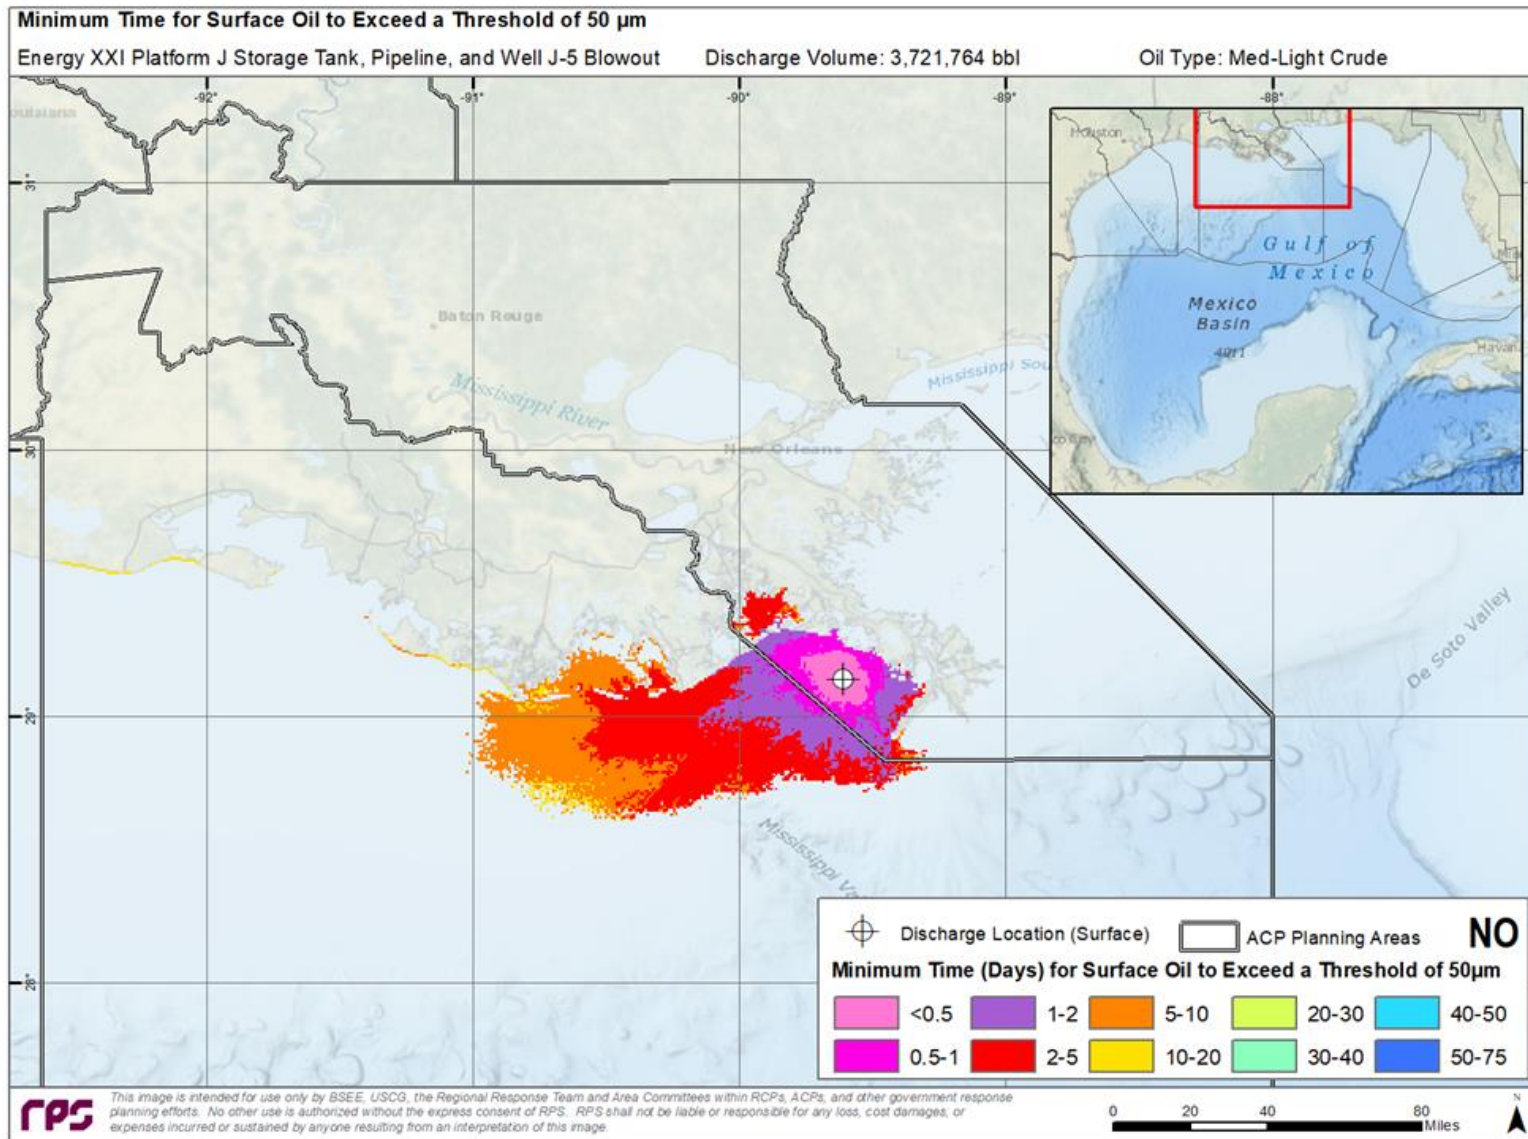 Minimum Time for Surface Oil to Exceed a Threshold of 50 µm
Energy XXI Platform J Storage Tank, Pipeline, and Well J-5 Blowout Discharge Volume: 3,721,764 bbl Oil Type: Med-Light Crude
-92° -91° -90° -89° -88°
ouisiana
Houston
31°
Gulf of
Mexico
Mexico
Basin
Baton Rouge
Havan
Mississippi Sou
Mississippi River
30°
New Orleans
De Soto Valley
29°
Mississippi Va
28°
Discharge Location (Surface) ACP Planning Areas NO
Minimum Time (Days) for Surface Oil to Exceed a Threshold of 50µm
<0.5 1-2 5-10 20-30 40-50
0.5-1 2-5 10-20 30-40 50-75
rps
This image is intended for use only by BSEE, USCG, the Regional Response Team and Area Committees within RCPs, ACPs, and other government response
planning efforts. No other use is authorized without the express consent of RPS. RPS shall not be liable or responsible for any loss, cost damages, or
expenses incurred or sustained by anyone resulting from an interpretation of this image.
0 20 40 80
Miles
N